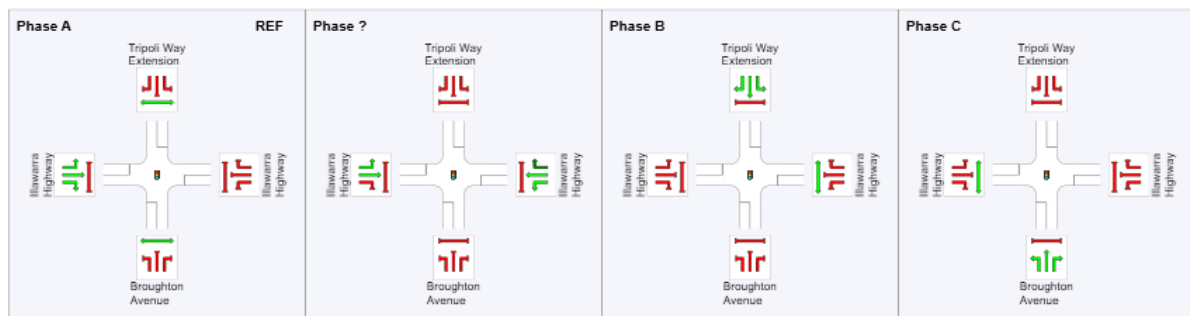 Phase A REF
Tripoli Way
Extension
Illawarra
Highway
Illawarra
Highway
Broughton
Avenue
Phase ?
Tripoli Way
Extension
Illawarra
Highway
Illawarra
Highway
Broughton
Avenue
Phase B
Tripoli Way
Extension
Illawarra
Highway
Illawarra
Highway
Broughton
Avenue
Phase C
Tripoli Way
Extension
Illawarra
Highway
Illawarra
Highway
Broughton
Avenue